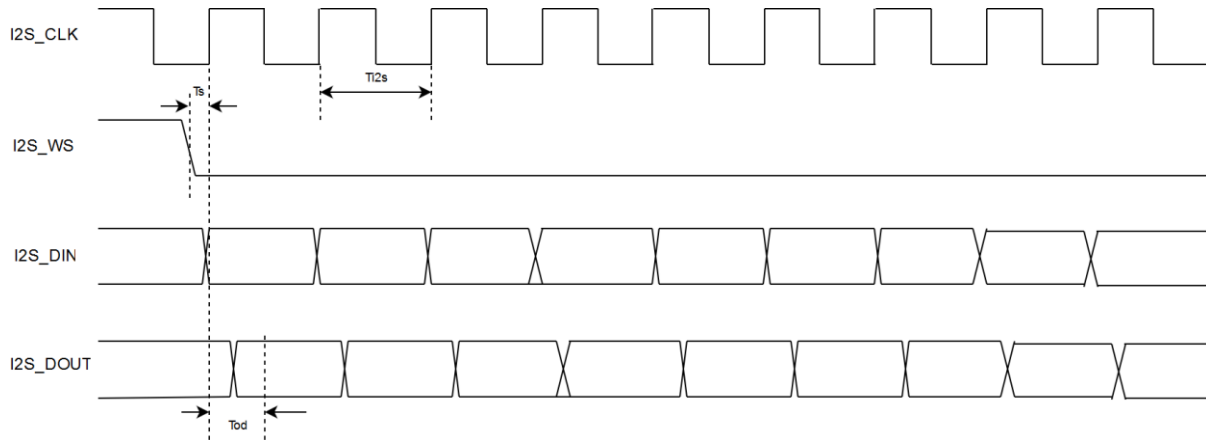 I2S_CLK
Ts
TI2s
I2S_WS
I2S_DIN
I2S_DOUT
Tod